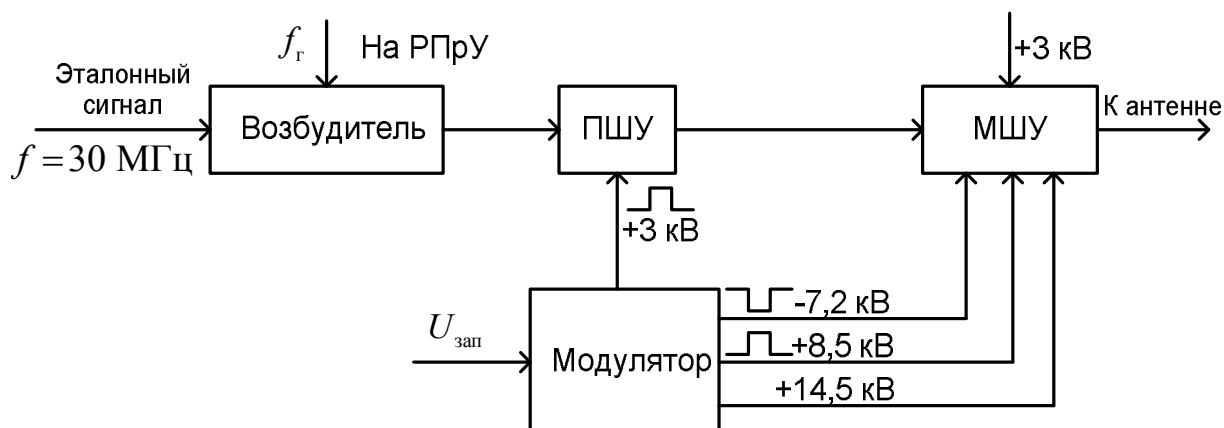 f_г
На РПрУ
+3 кВ
Эталонный
сигнал
f = 30 МГц
Возбудитель
ПШУ
МШУ
К антенне
+3 кВ
U_зап
Модулятор
-7,2 кВ
+8,5 кВ
+14,5 кВ